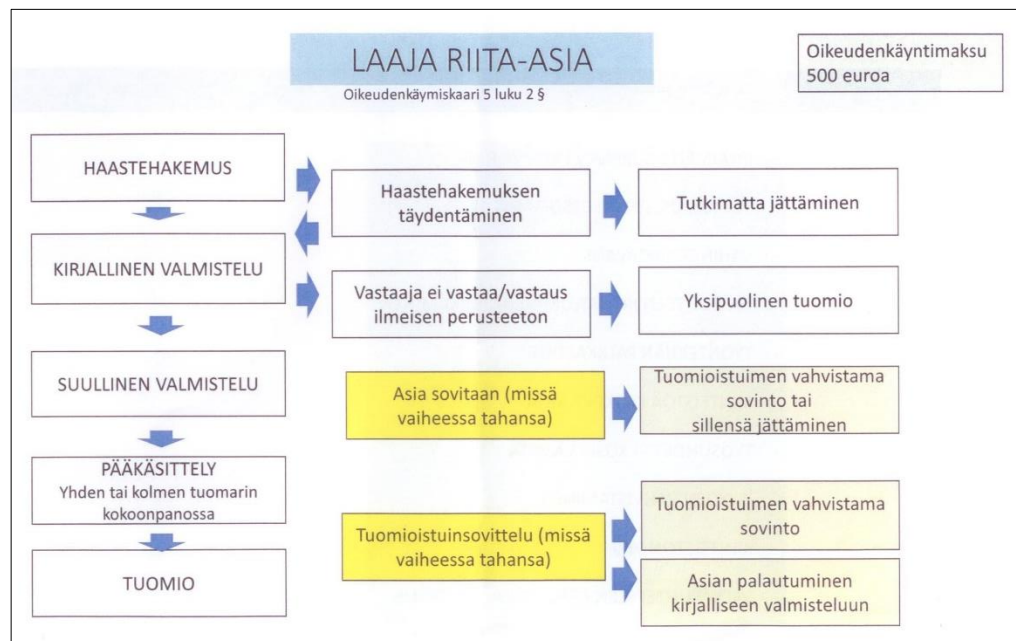 LAAJA RIITA-ASIA
Oikeudenkäymiskaari 5 luku 2 §
Oikeudenkäyntimaksu
500 euroa
HAASTEHAKEMUS
Haastehakemuksen
täydentäminen
Tutkimatta jättäminen
KIRJALLINEN VALMISTELU
Vastaaja ei vastaa/vastaus
ilmeisen perusteeton
Yksipuolinen tuomio
SUULLINEN VALMISTELU
Asia sovitaan (missä
vaiheessa tahansa)
Tuomioistuimen vahvistama
sovinto tai
sillensä jättäminen
PÄÄKÄSITTELY
Yhden tai kolmen tuomarin
kokoonpanossa
Tuomioistuinsovittelu (missä
vaiheessa tahansa)
Tuomioistuimen vahvistama
sovinto
TUOMIO
Asian palautuminen
kirjalliseen valmisteluun